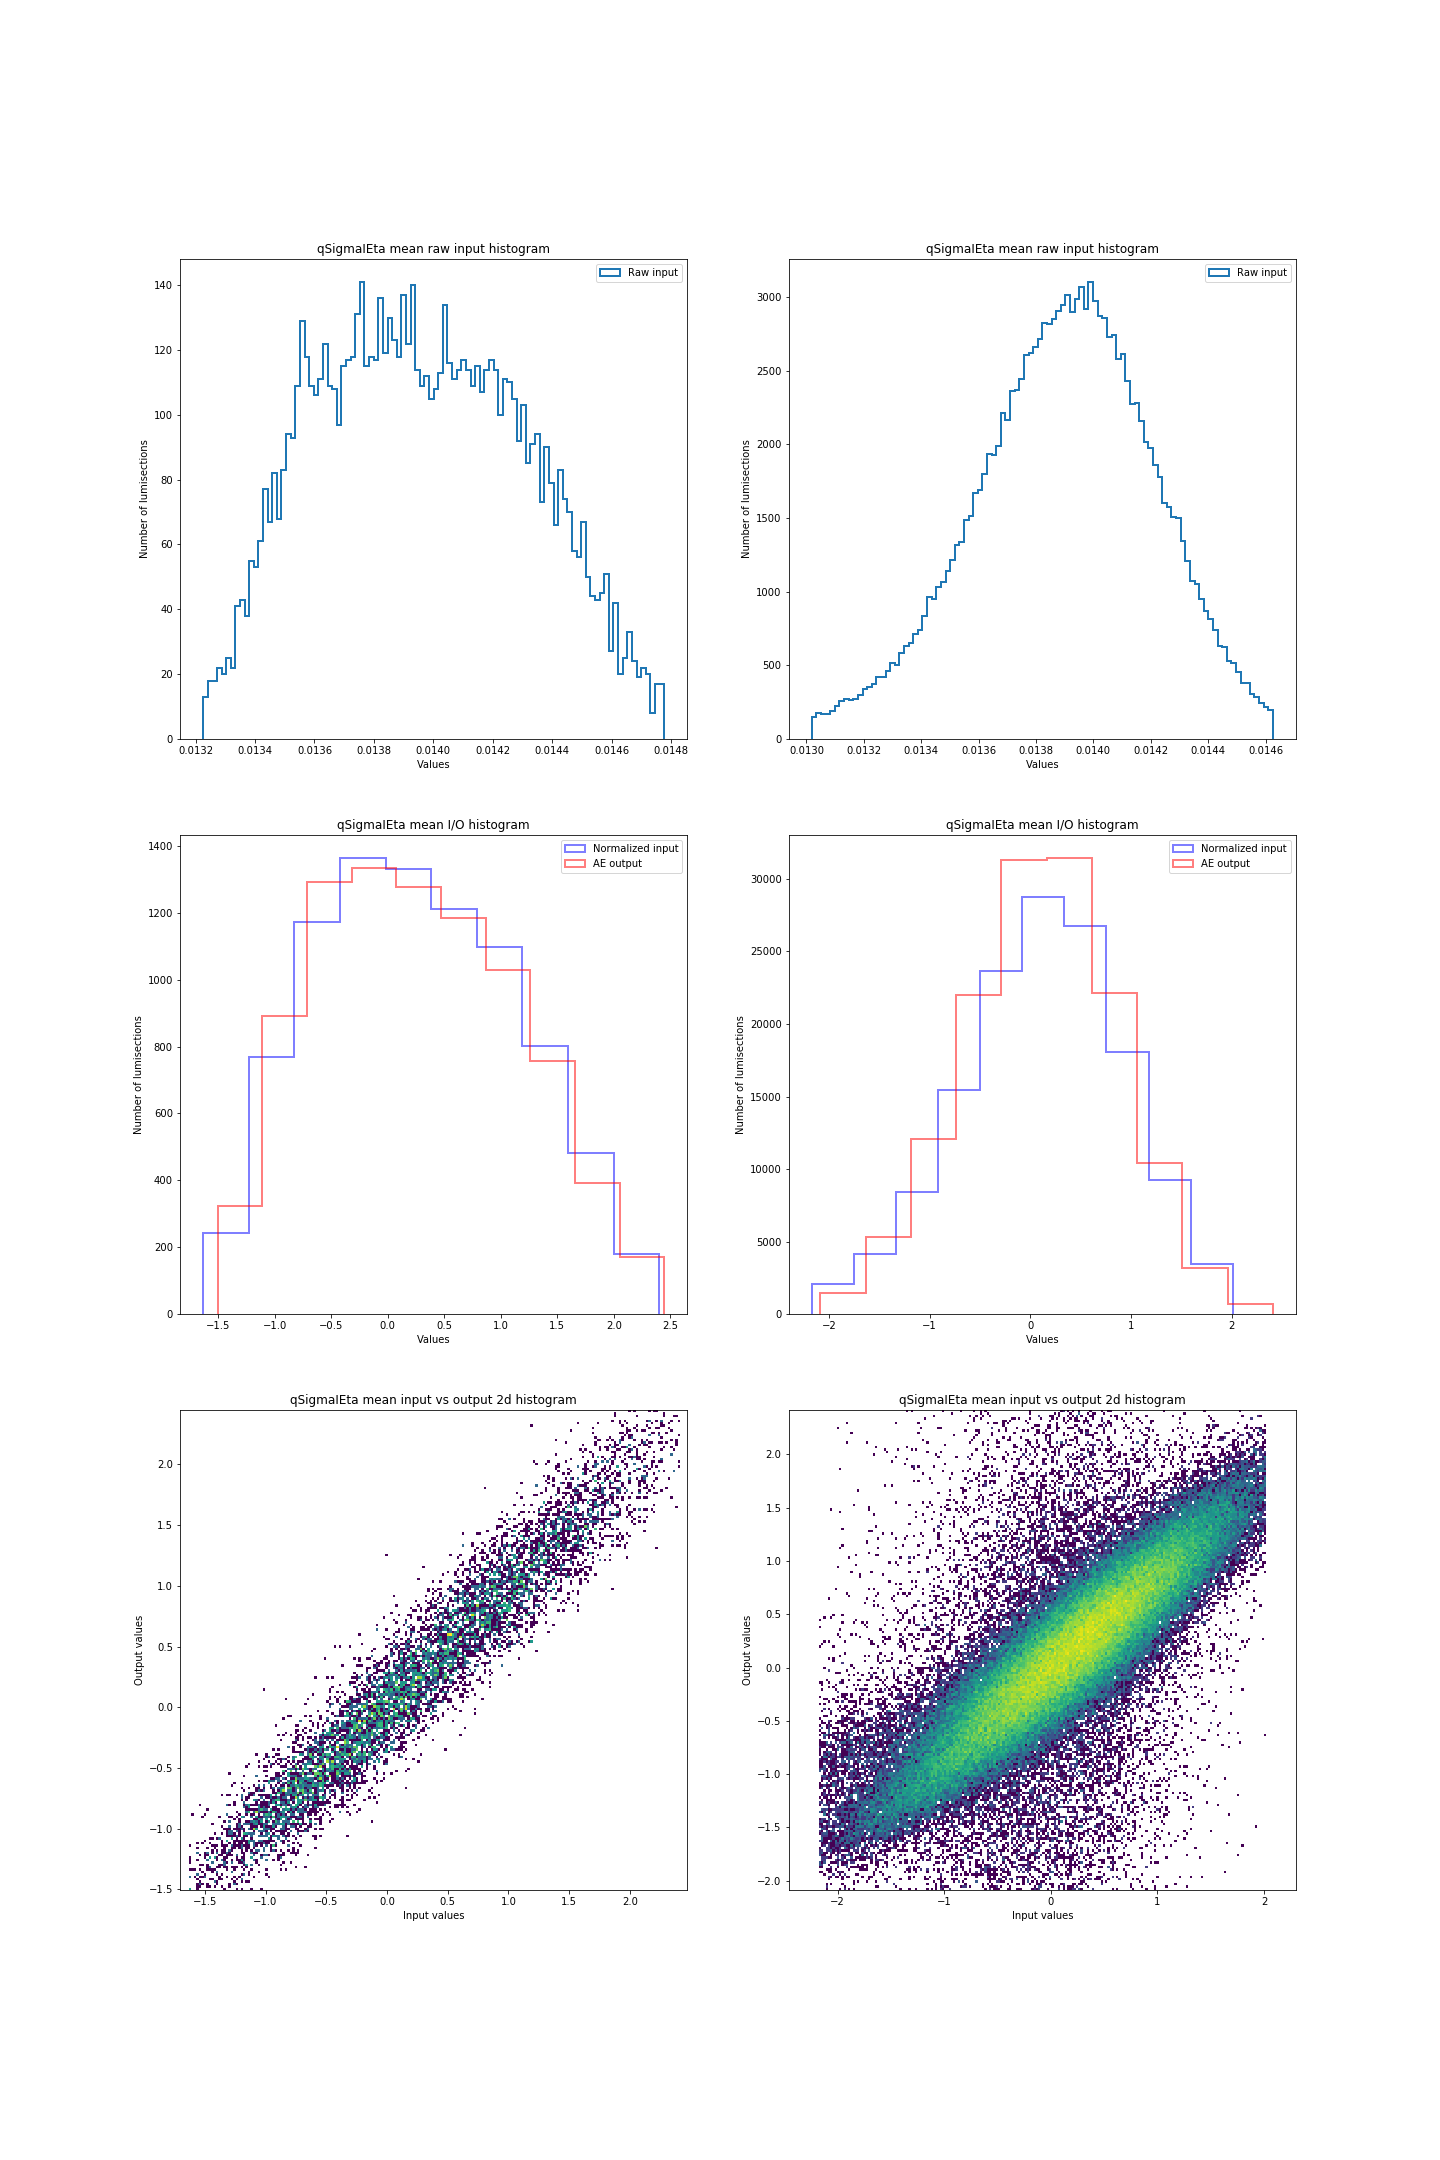 qSigmaIEta mean raw input histogram
Raw input
Number of lumisections
140
120
100
80
60
40
20
0
0.0132 0.0134 0.0136 0.0138 0.0140 0.0142 0.0144 0.0146 0.0148
Values
qSigmaIEta mean raw input histogram
Raw input
Number of lumisections
3000
2500
2000
1500
1000
500
0
0.0130 0.0132 0.0134 0.0136 0.0138 0.0140 0.0142 0.0144 0.0146
Values
qSigmaIEta mean I/O histogram
Normalized input
AE output
Number of lumisections
1400
1200
1000
800
600
400
200
0
−1.5 −1.0 −0.5 0.0 0.5 1.0 1.5 2.0 2.5
Values
qSigmaIEta mean I/O histogram
Normalized input
AE output
Number of lumisections
30000
25000
20000
15000
10000
5000
0
−2 −1 0 1 2
Values
qSigmaIEta mean input vs output 2d histogram
Output values
2.0
1.5
1.0
0.5
0.0
−0.5
−1.0
−1.5
−1.5 −1.0 −0.5 0.0 0.5 1.0 1.5 2.0
Input values
qSigmaIEta mean input vs output 2d histogram
Output values
2.0
1.5
1.0
0.5
0.0
−0.5
−1.0
−1.5
−2.0
−2 −1 0 1 2
Input values